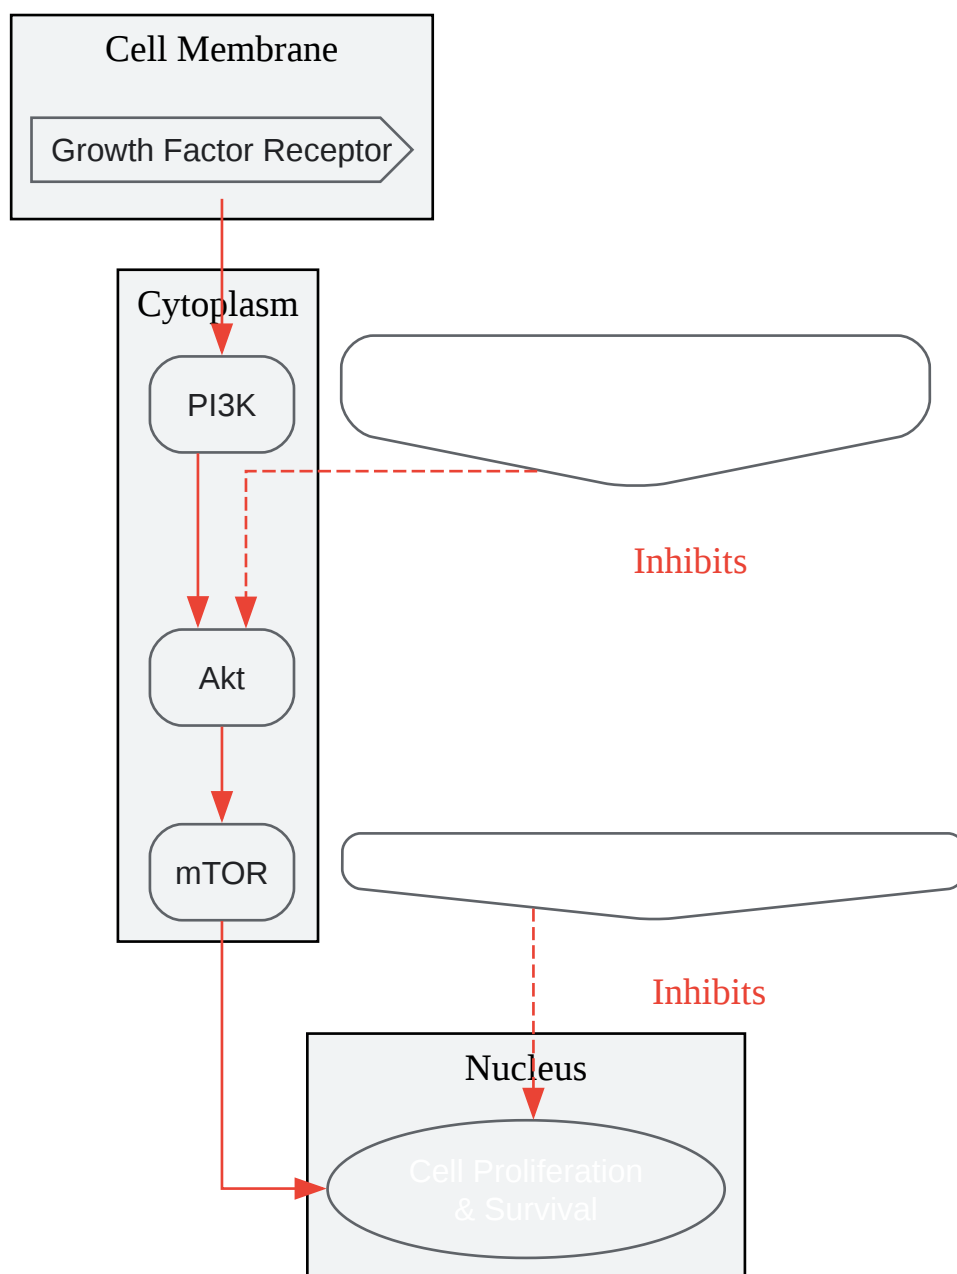 Cell Membrane
Growth Factor Receptor
Cytoplasm
PI3K
Inhibits
Akt
mTOR
Inhibits
Nucleus
Cell Proliferation
& Survival